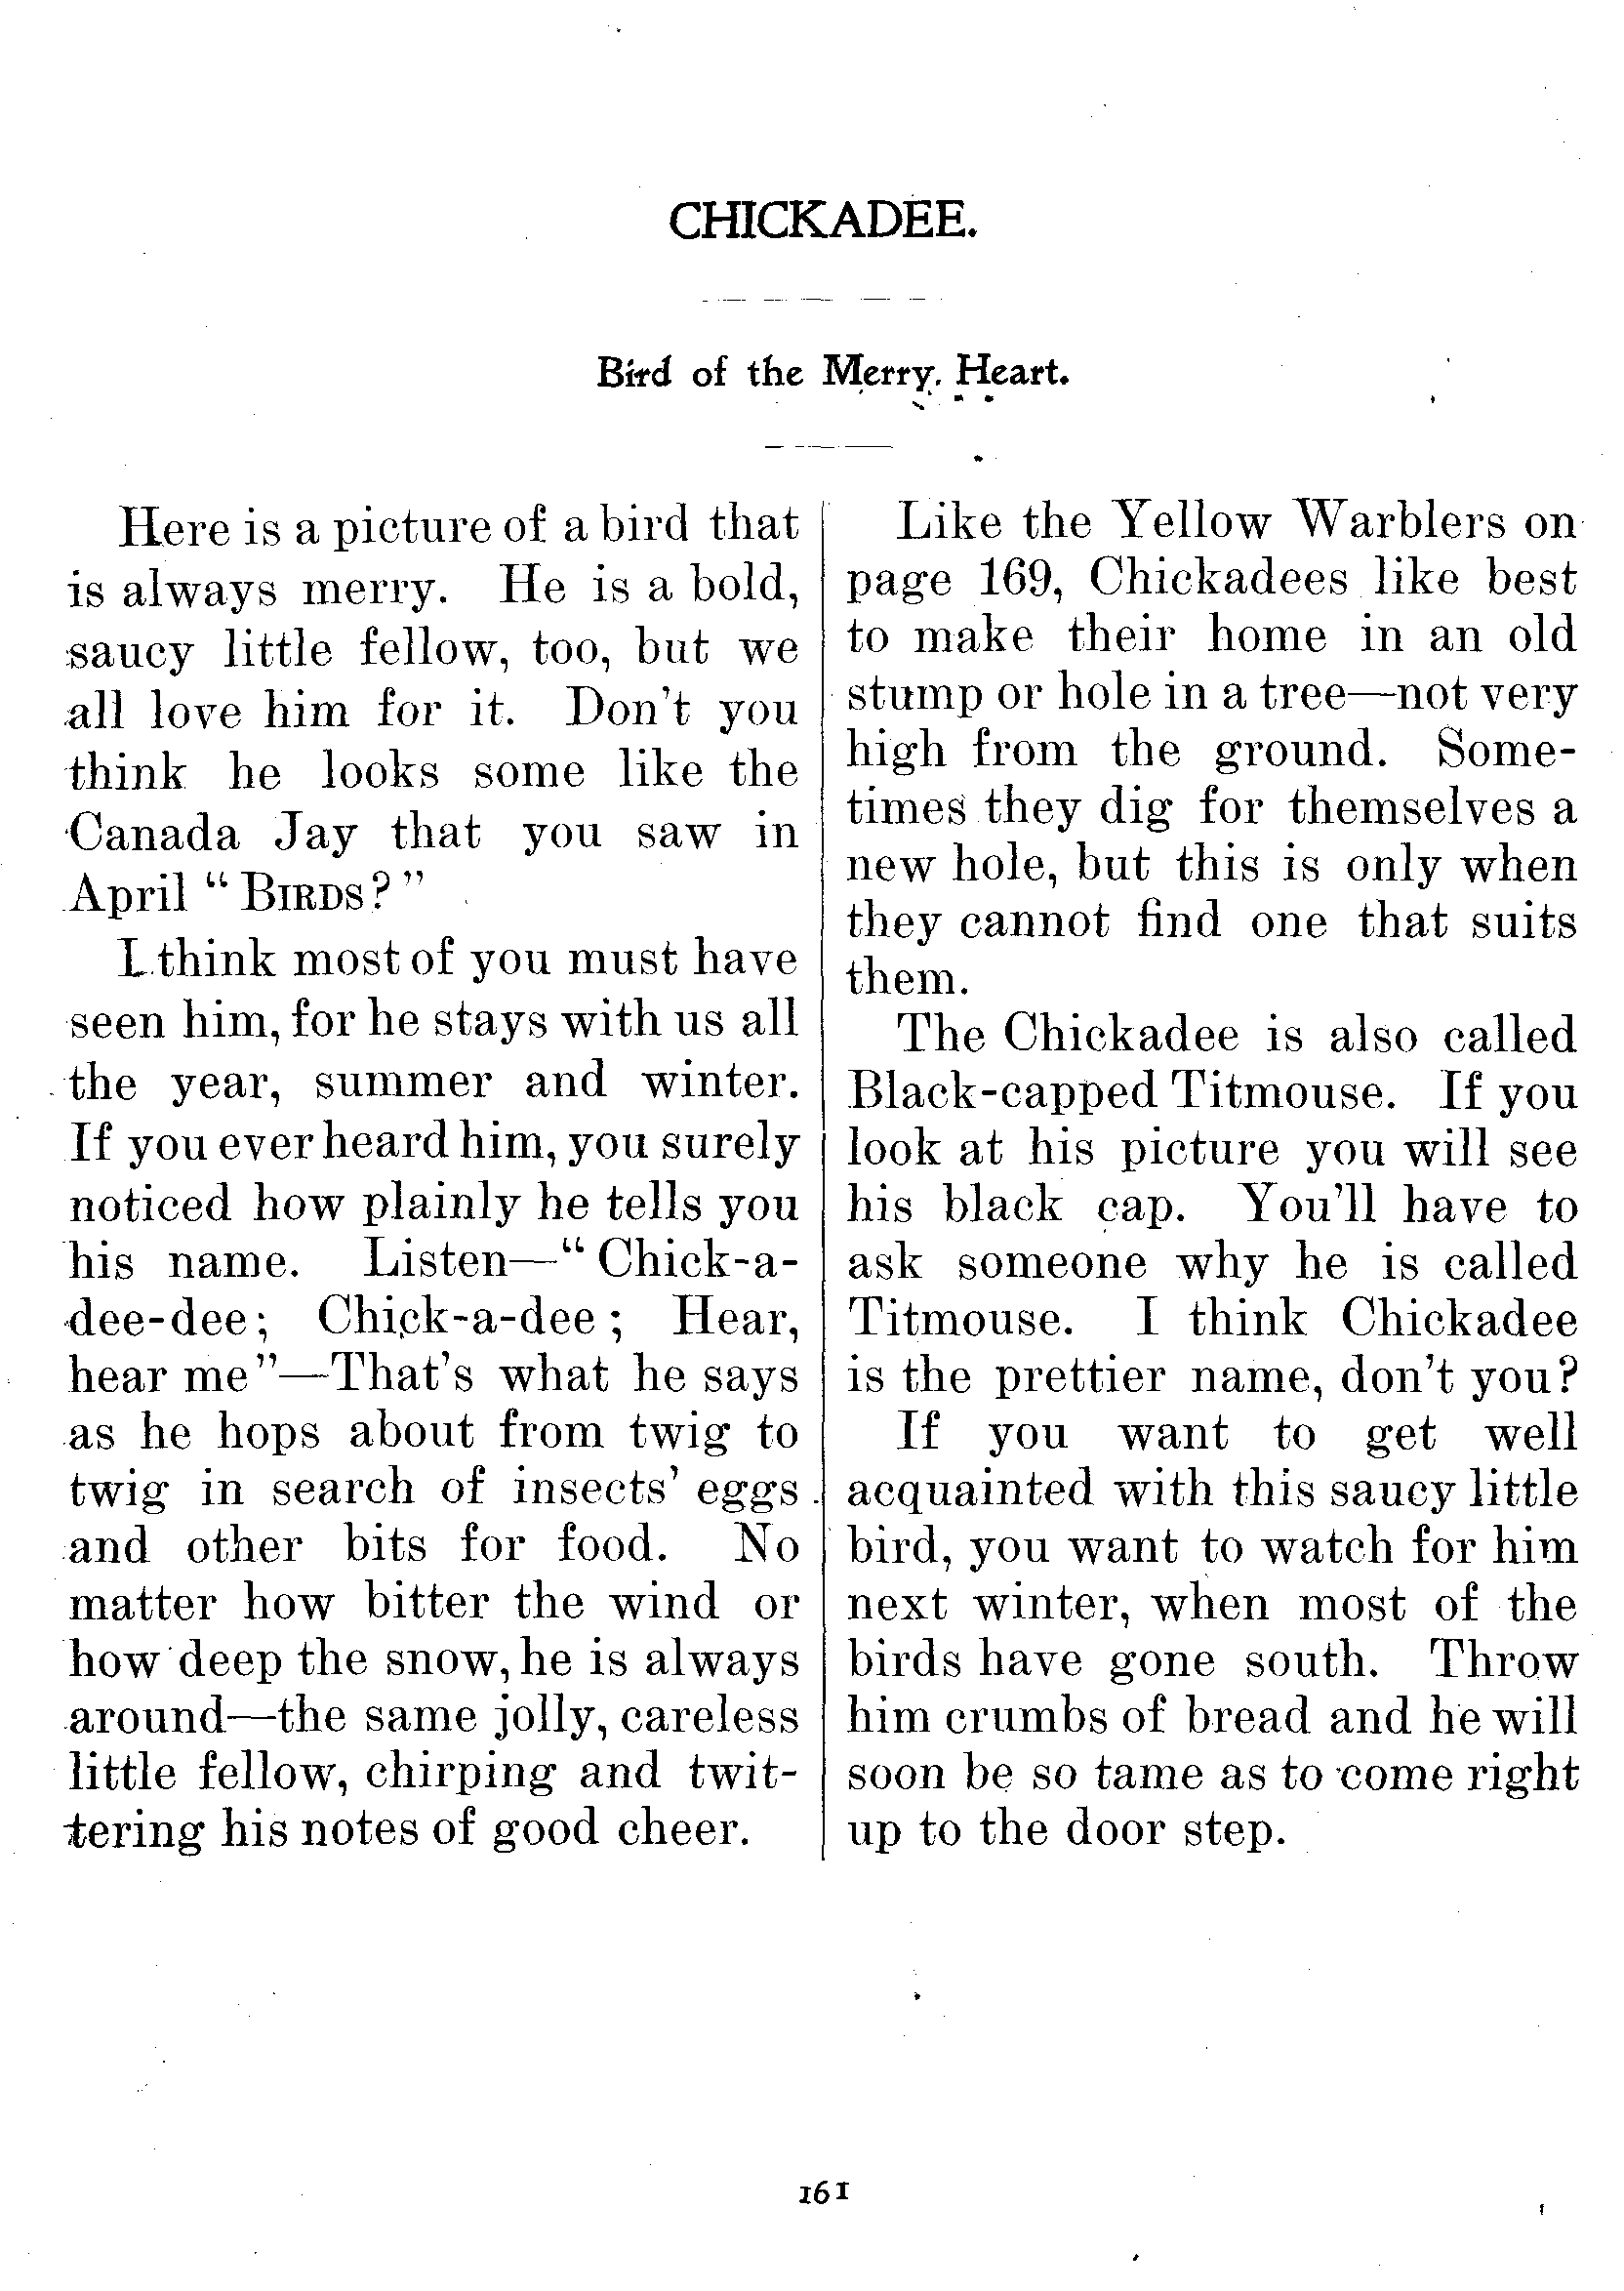 CHICKADEE.
Bird of the Merry Heart.
Here is a picture of a bird that
is always merry. He is a bold,
saucy little fellow, too, but we
all love him for it. Don't you
think he looks some like the
Canada Jay that you saw in
April “BIRDS?”
I think most of you must have
seen him, for he stays with us all
the year, summer and winter.
If you ever heard him, you surely
noticed how plainly he tells you
his name. Listen—“Chick-a-
dee-dee; Chick-a-dee; Hear,
hear me”—That's what he says
as he hops about from twig to
twig in search of insects' eggs
and other bits for food. No
matter how bitter the wind or
how deep the snow, he is always
around—the same jolly, careless
little fellow, chirping and twit-
tering his notes of good cheer.
Like the Yellow Warblers on
page 169, Chickadees like best
to make their home in an old
stump or hole in a tree—not very
high from the ground. Some-
times they dig for themselves a
new hole, but this is only when
they cannot find one that suits
them.
The Chickadee is also called
Black-capped Titmouse. If you
look at his picture you will see
his black cap. You'll have to
ask someone why he is called
Titmouse. I think Chickadee
is the prettier name, don't you?
If you want to get well
acquainted with this saucy little
bird, you want to watch for him
next winter, when most of the
birds have gone south. Throw
him crumbs of bread and he will
soon be so tame as to come right
up to the door step.
161